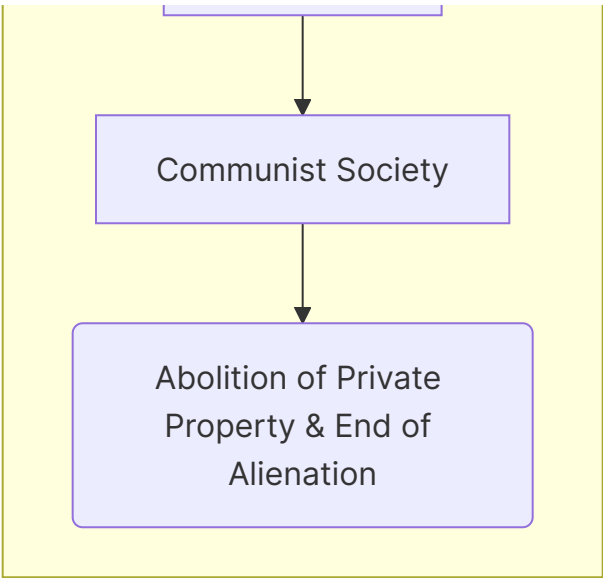 Communist Society
Abolition of Private
Property & End of
Alienation